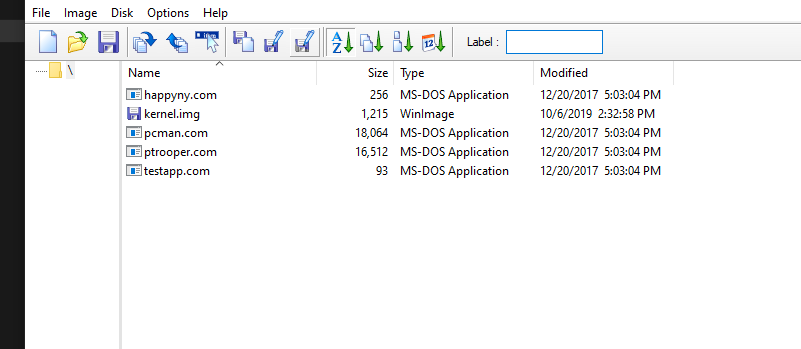 File Image Disk Options Help
A Z 12 Label :
\ Name Size Type Modified
happyny.com 256 MS-DOS Application 12/20/2017 5:03:04 PM
kernel.img 1,215 WinImage 10/6/2019 2:32:58 PM
pcman.com 18,064 MS-DOS Application 12/20/2017 5:03:04 PM
ptrooper.com 16,512 MS-DOS Application 12/20/2017 5:03:04 PM
testapp.com 93 MS-DOS Application 12/20/2017 5:03:04 PM